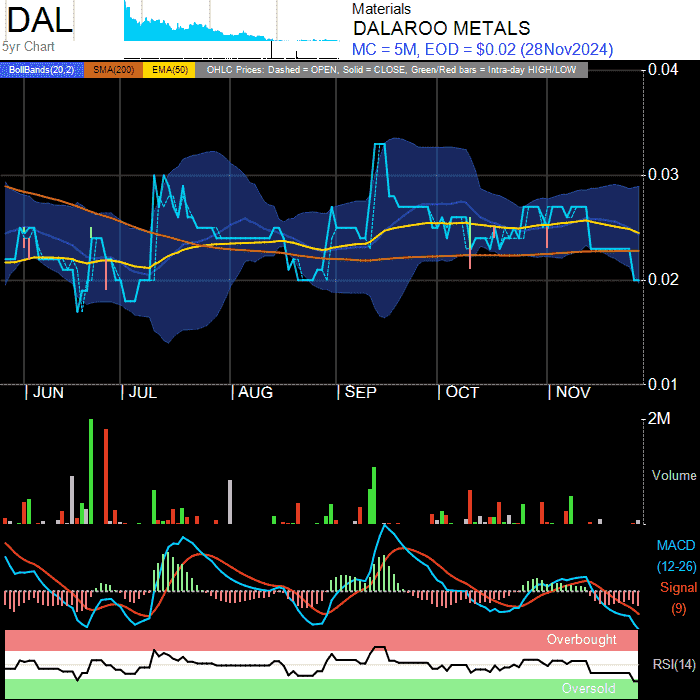 DAL
5yr Chart
Materials
DALAROO METALS
MC = 5M, EOD = $0.02 (28Nov2024)
BollBands(20,2) SMA(200) EMA(50) OHLC Prices: Dashed = OPEN, Solid = CLOSE, Green/Red bars = Intra-day HIGH/LOW
0.04
0.03
0.02
0.01
JUN JUL AUG SEP OCT NOV
2M
Volume
MACD
(12-26)
Signal
(9)
Overbought
RSI(14)
Oversold